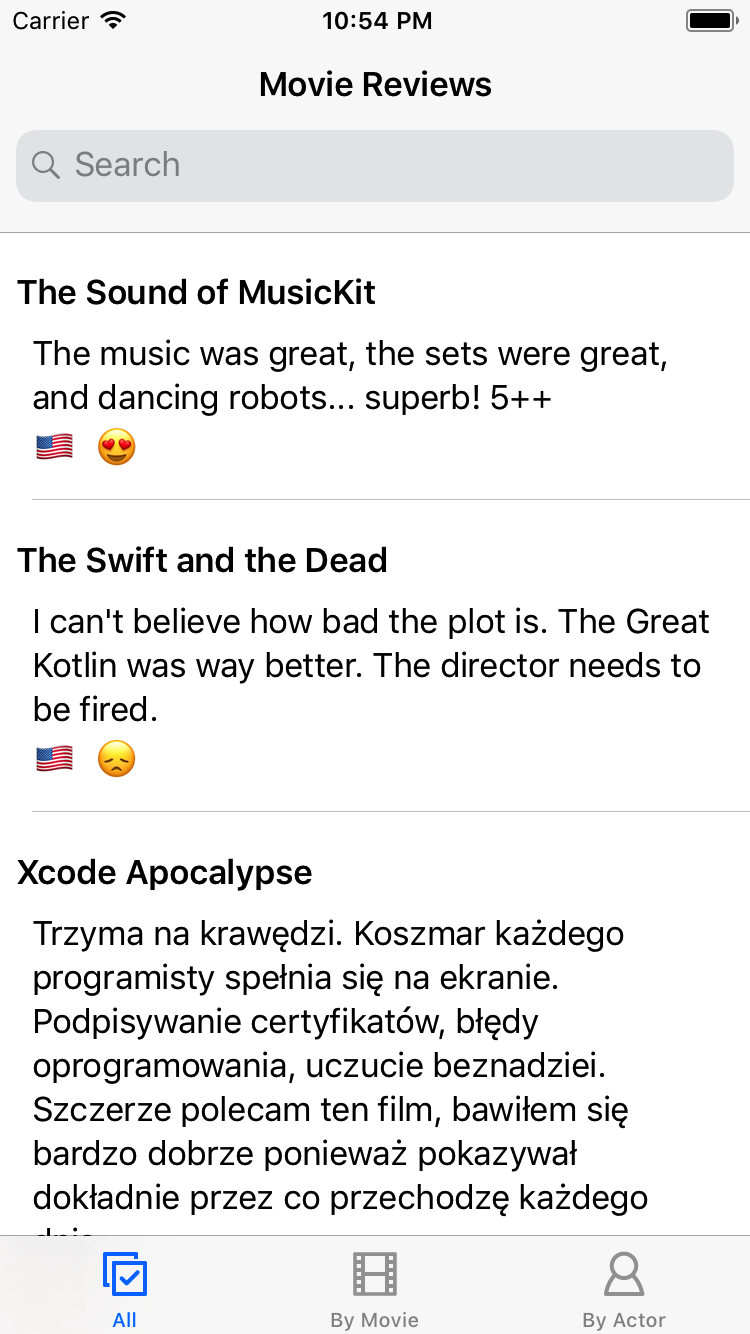 Carrier 10:54 PM
Movie Reviews
Search
The Sound of MusicKit
The music was great, the sets were great,
and dancing robots... superb! 5++
🇺🇸 😍
The Swift and the Dead
I can't believe how bad the plot is. The Great
Kotlin was way better. The director needs to
be fired.
🇺🇸 😞
Xcode Apocalypse
Trzyma na krawędzi. Koszmar każdego
programisty spełnia się na ekranie.
Podpisywanie certyfikatów, błędy
oprogramowania, uczucie beznadziei.
Szczerze polecam ten film, bawiłem się
bardzo dobrze ponieważ pokazywał
dokładnie przez co przechodzę każdego
All By Movie By Actor